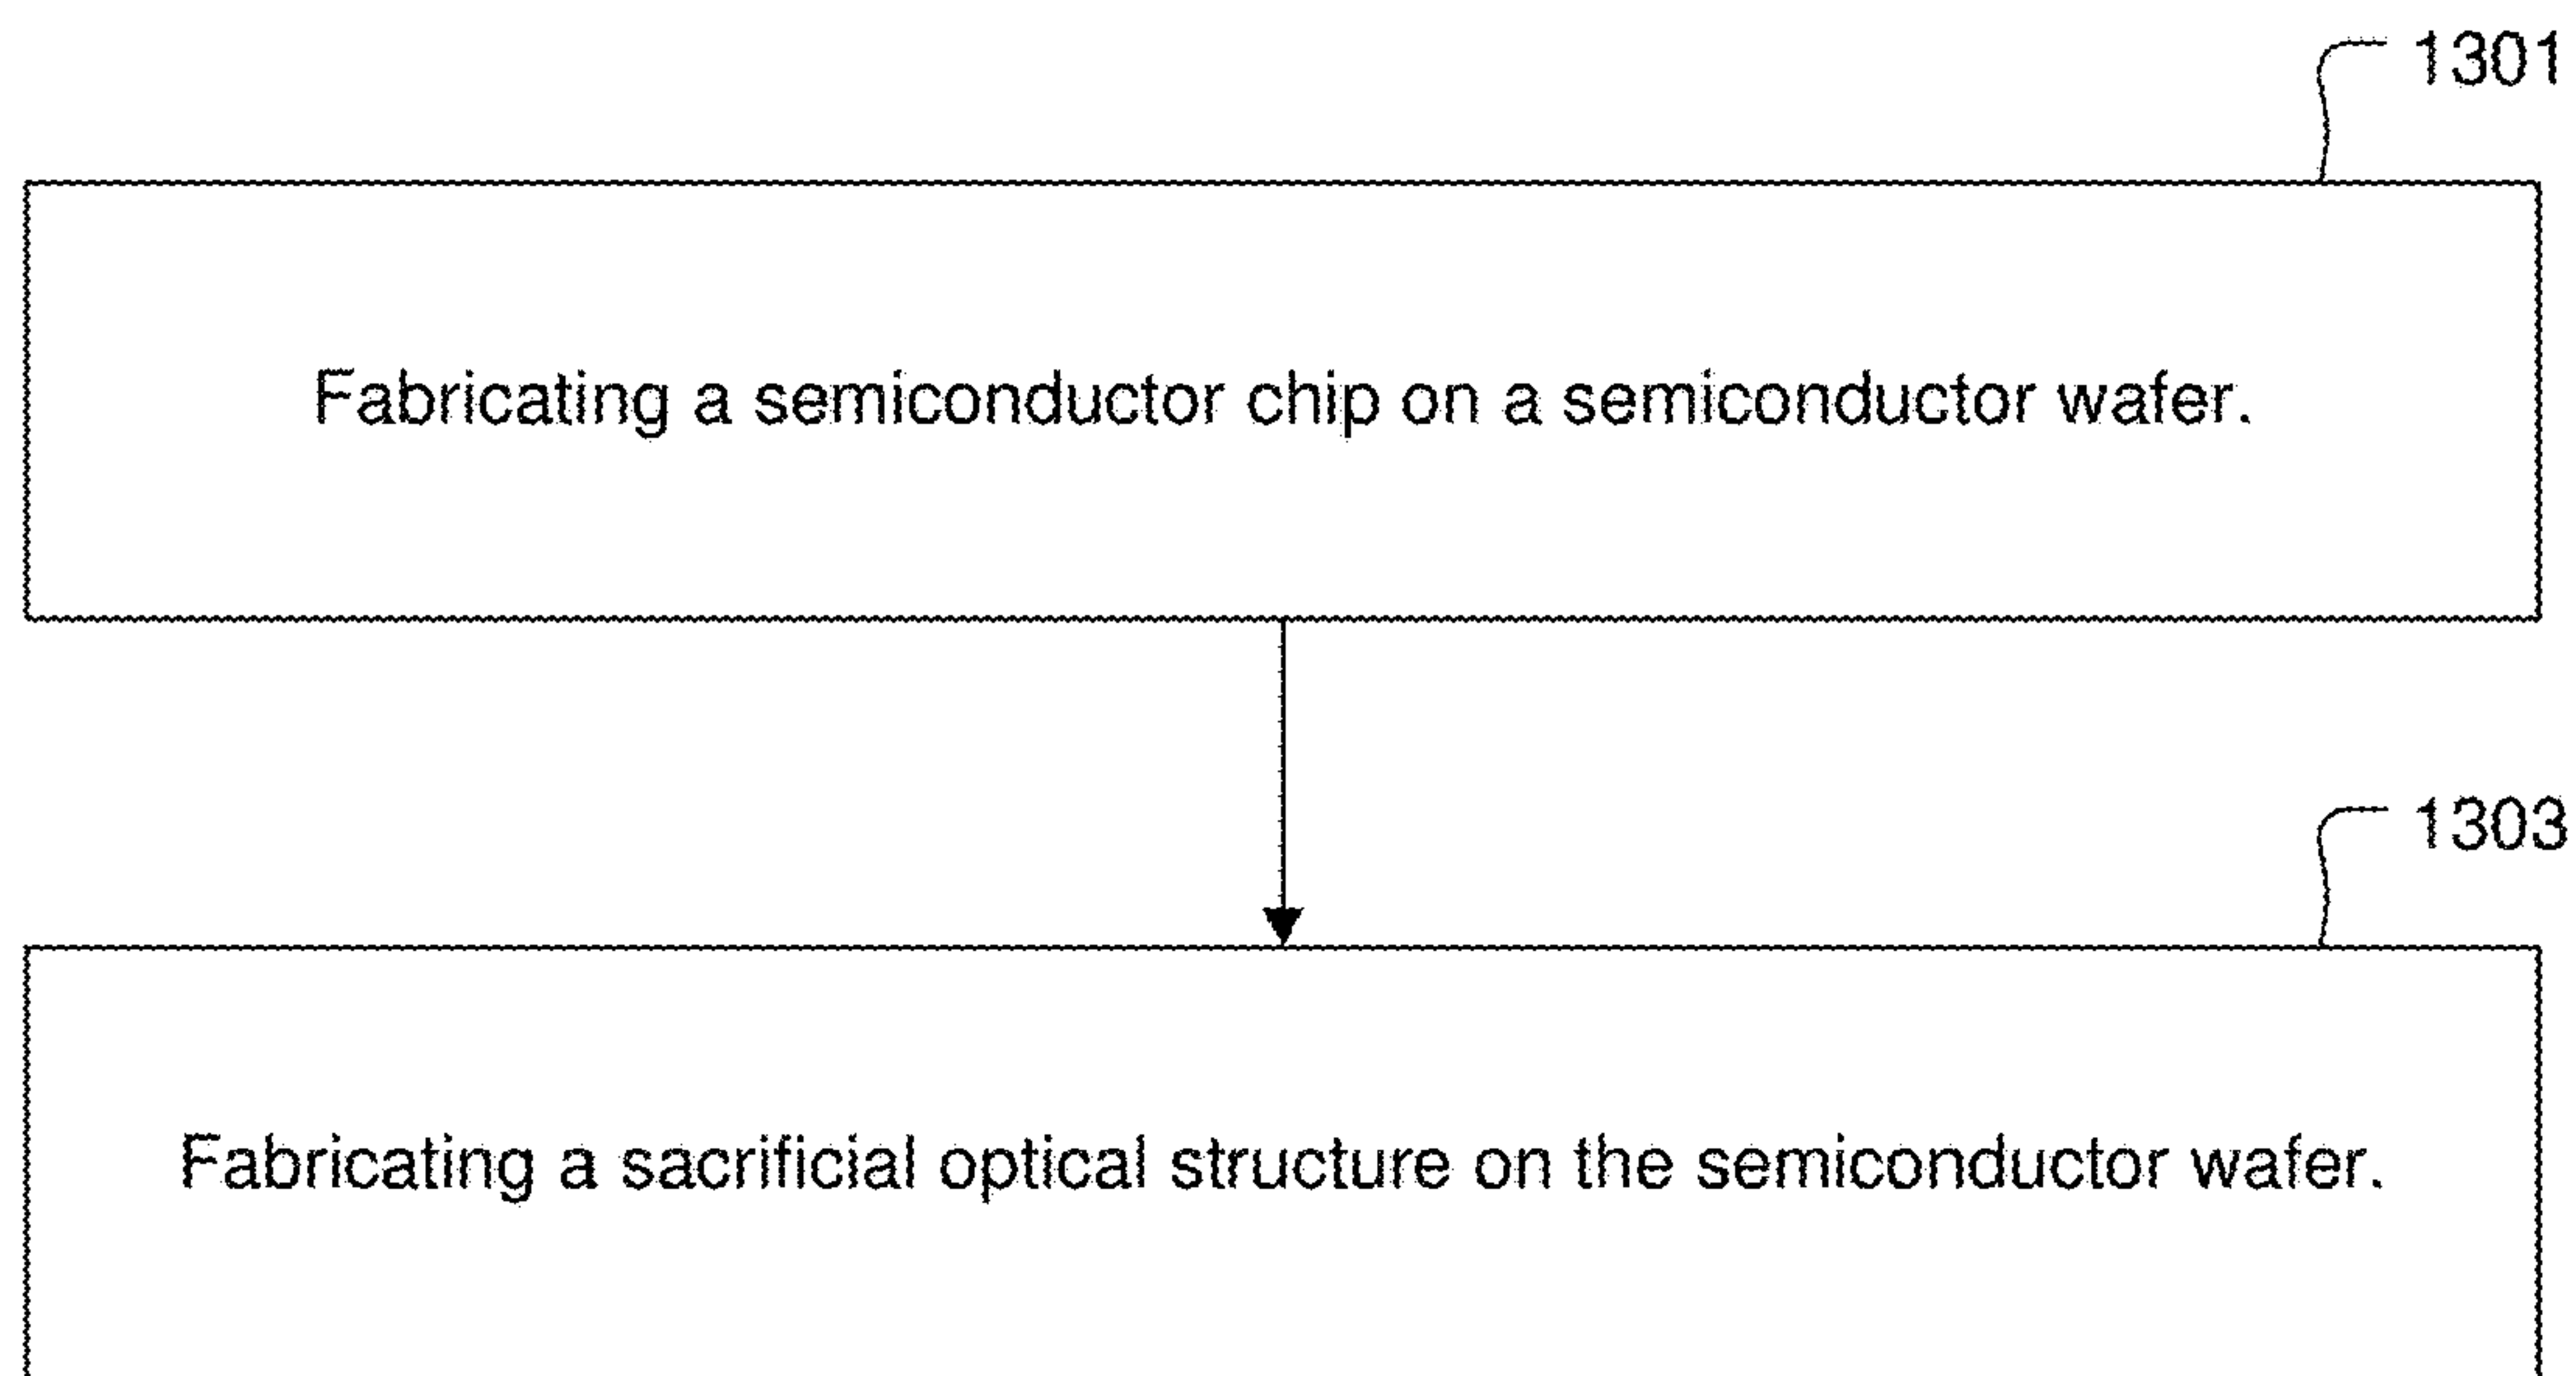 1301
Fabricating a semiconductor chip on a semiconductor wafer.
1303
Fabricating a sacrificial optical structure on the semiconductor wafer.